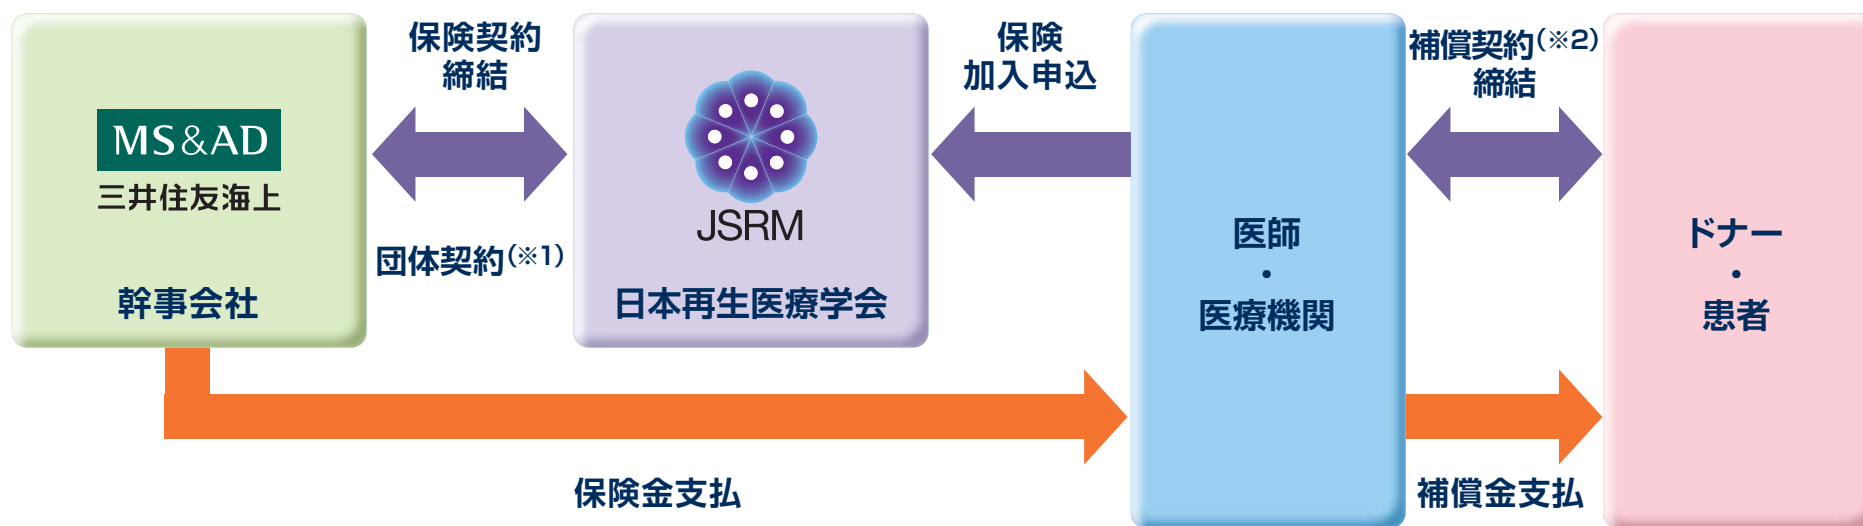 MS&AD
三井住友海上
幹事会社
保険契約
締結
団体契約(※1)
JSRM
日本再生医療学会
保険
加入申込
医師
・
医療機関
補償契約(※2)
締結
ドナー
・
患者
保険金支払
補償金支払